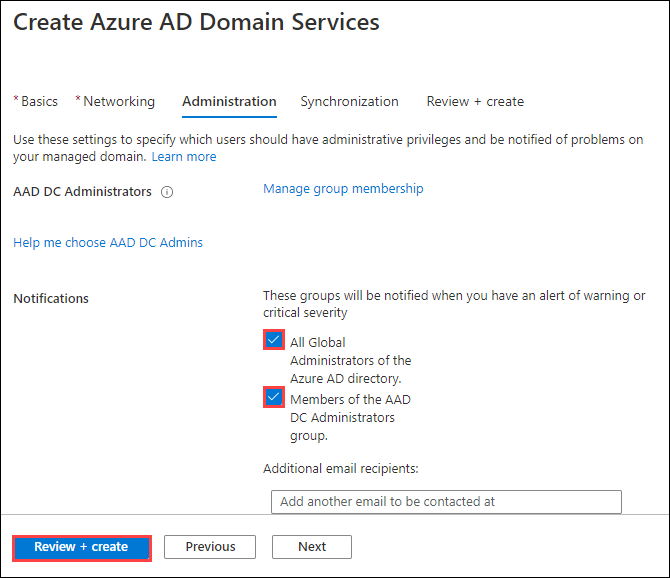 Create Azure AD Domain Services
* Basics * Networking Administration Synchronization Review + create
Use these settings to specify which users should have administrative privileges and be notified of problems on
your managed domain. Learn more
AAD DC Administrators
Manage group membership
Help me choose AAD DC Admins
Notifications
These groups will be notified when you have an alert of warning or
critical severity
All Global
Administrators of the
Azure AD directory.
Members of the AAD
DC Administrators
group.
Additional email recipients:
Add another email to be contacted at
Review + create Previous Next